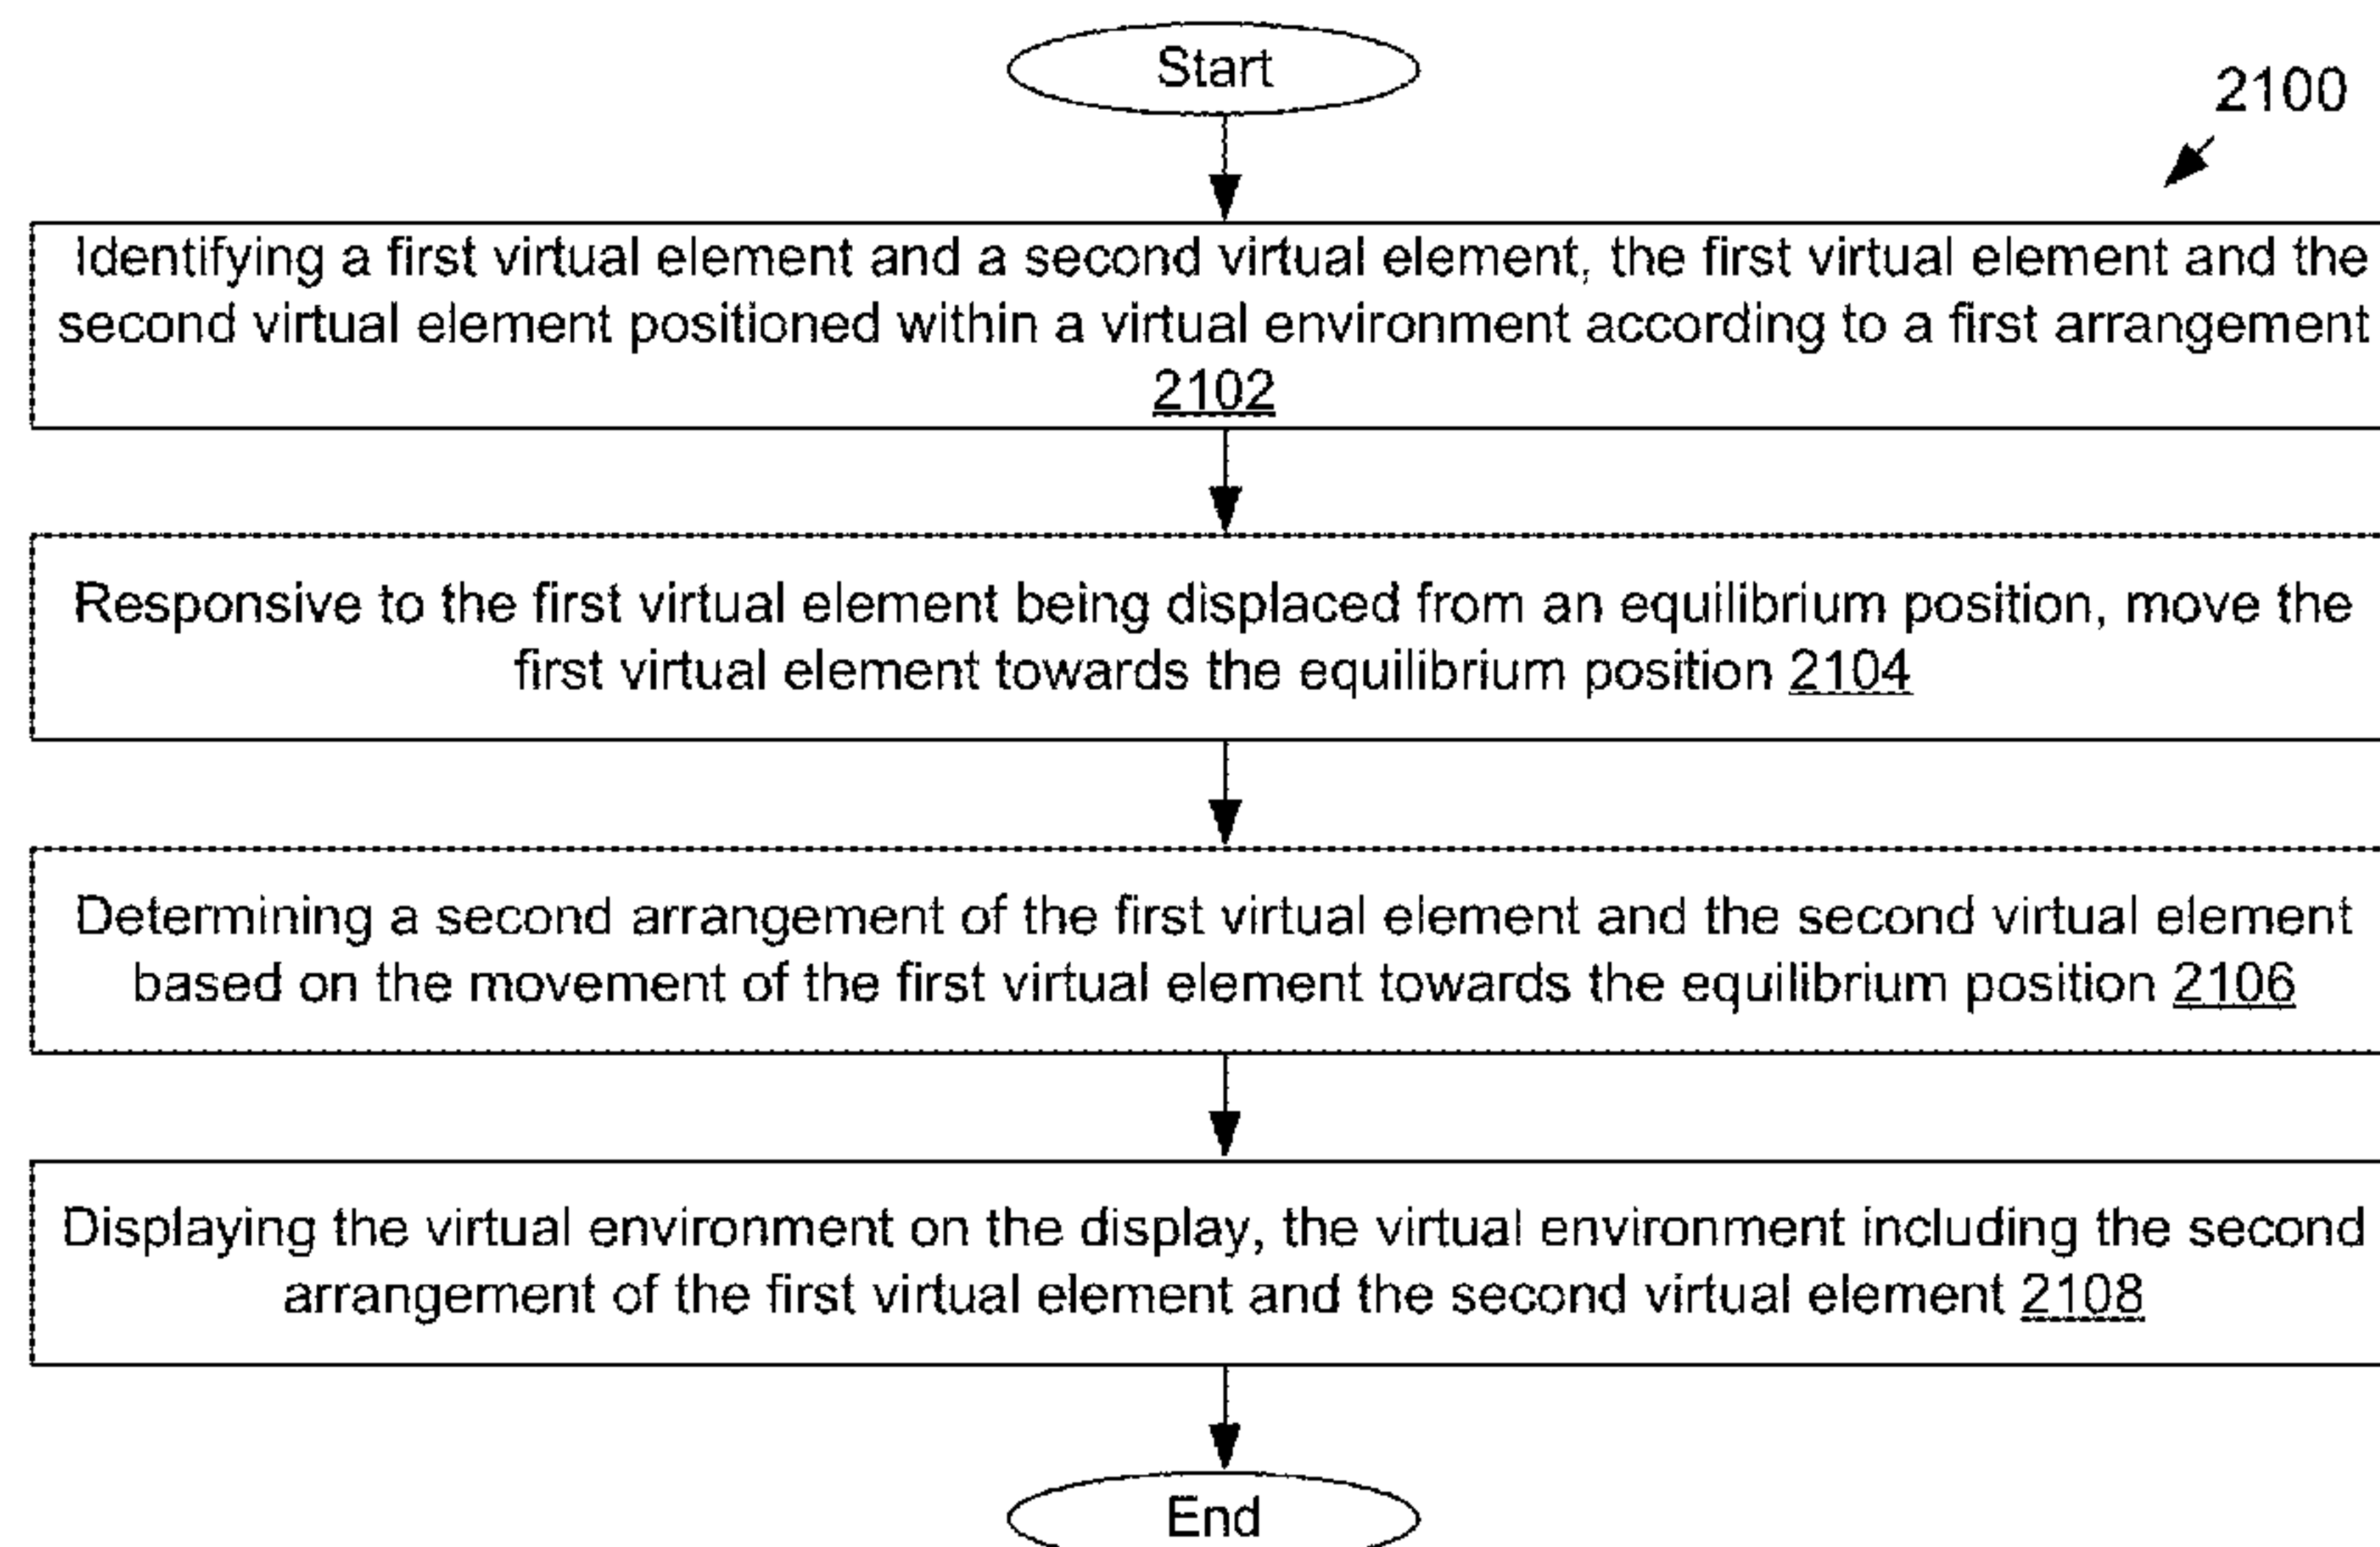 Start
2100
Identifying a first virtual element and a second virtual element, the first virtual element and the
second virtual element positioned within a virtual environment according to a first arrangement
2102
Responsive to the first virtual element being displaced from an equilibrium position, move the
first virtual element towards the equilibrium position 2104
Determining a second arrangement of the first virtual element and the second virtual element
based on the movement of the first virtual element towards the equilibrium position 2106
Displaying the virtual environment on the display, the virtual environment including the second
arrangement of the first virtual element and the second virtual element 2108
End